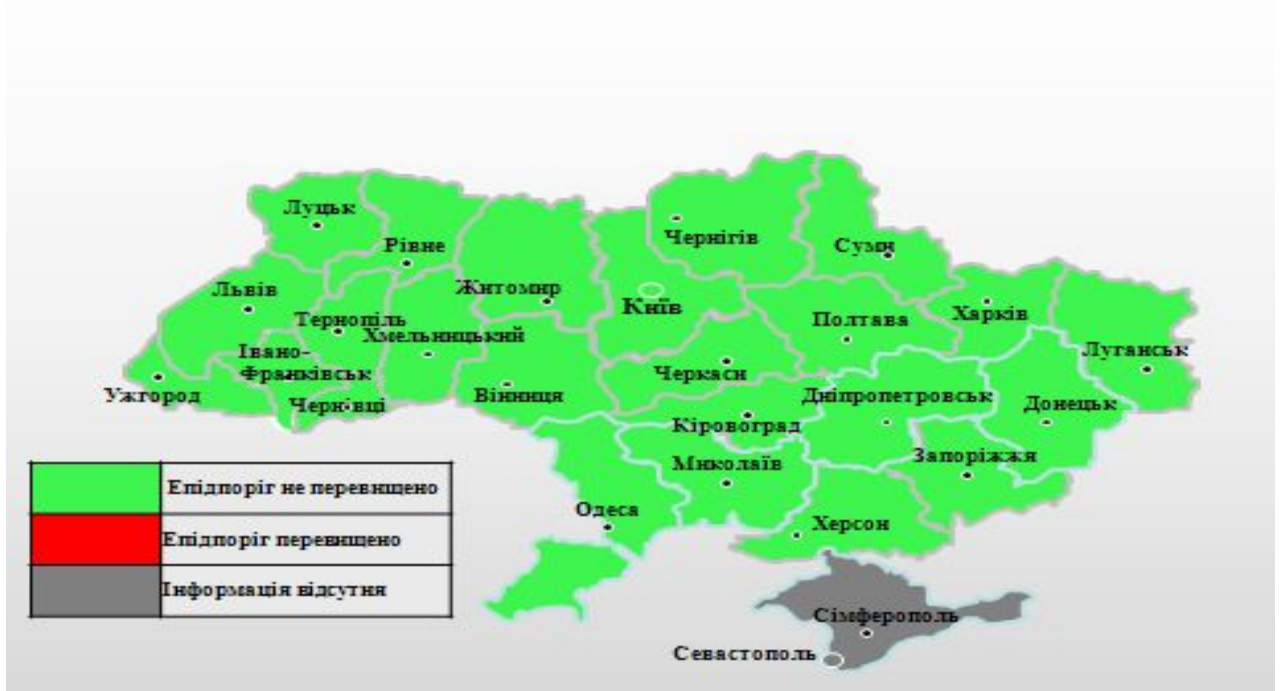 Луцьк
Рівне
Чернігів
Суми
Львів
Житомир
Київ
Тернопіль
Хмельницький
Полтава
Харків
Луганськ
Івано-
Франківськ
Ужгород
Чернівці
Вінниця
Черкаси
Дніпропетровськ
Донецьк
Кіровоград
Миколаїв
Запоріжжя
Одеса
Херсон
Сімферополь
Севастополь
Епідпоріг не перевищено
Епідпоріг перевищено
Інформація відсутня